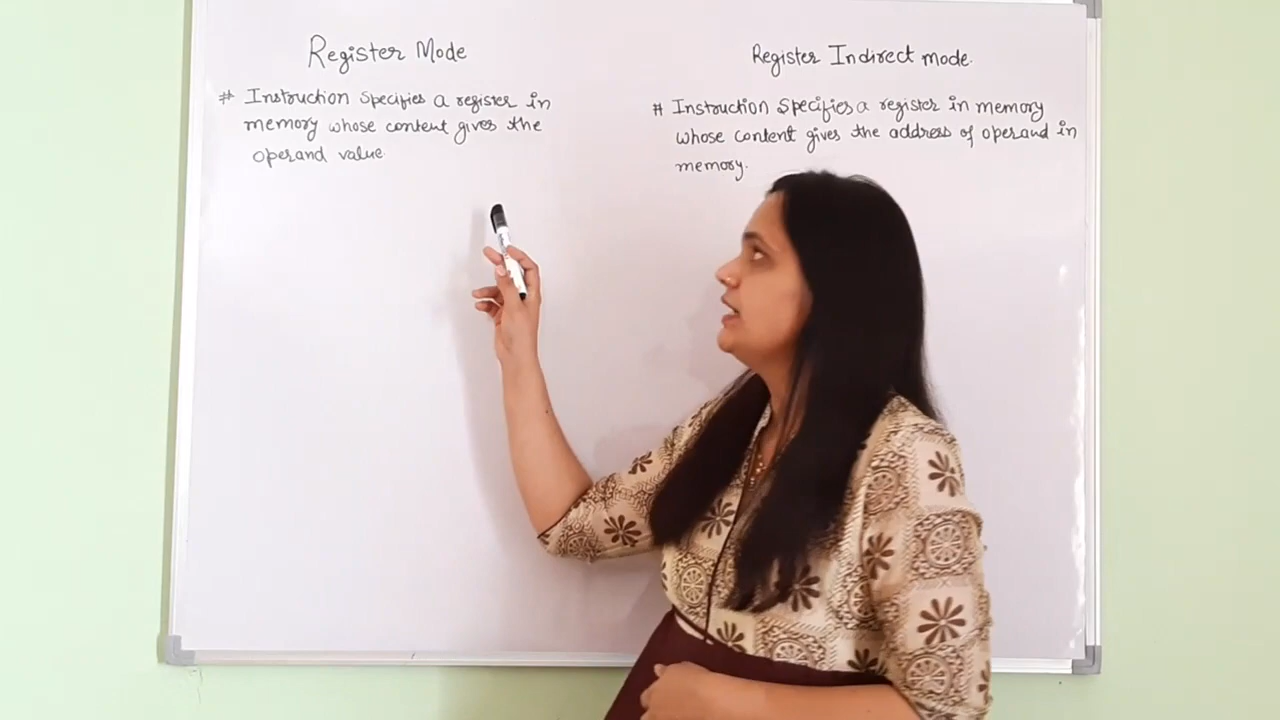 Register Mode
# Instruction specifies a register in
memory whose content gives the
operand value.
Register Indirect mode.
# Instruction specifies a register in memory
whose content gives the address of operand in
memory.